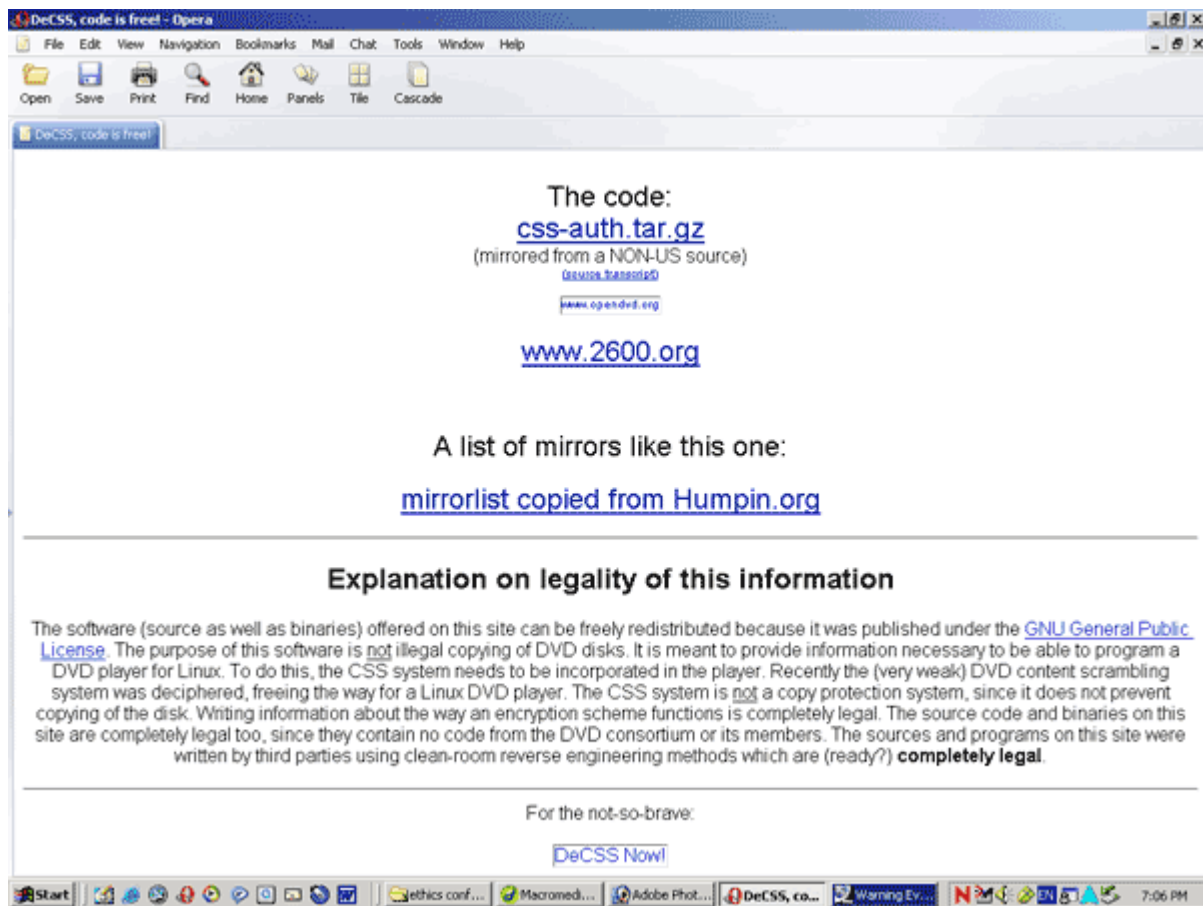 DeCSS, code is free! - Opera
File Edit View Navigation Bookmarks Mail Chat Tools Window Help
Open Save Print Find Home Panels Tile Cascade
DeCSS, code is free!
The code:
css-auth.tar.gz
(mirrored from a NON-US source)
(source transcript)
www.opendvd.org
www.2600.org
A list of mirrors like this one:
mirrorlist copied from Humpin.org
Explanation on legality of this information
The software (source as well as binaries) offered on this site can be freely redistributed because it was published under the GNU General Public
License. The purpose of this software is not illegal copying of DVD disks. It is meant to provide information necessary to be able to program a
DVD player for Linux. To do this, the CSS system needs to be incorporated in the player. Recently the (very weak) DVD content scrambling
system was deciphered, freeing the way for a Linux DVD player. The CSS system is not a copy protection system, since it does not prevent
copying of the disk. Writing information about the way an encryption scheme functions is completely legal. The source code and binaries on this
site are completely legal too, since they contain no code from the DVD consortium or its members. The sources and programs on this site were
written by third parties using clean-room reverse engineering methods which are (ready?) completely legal.
For the not-so-brave:
DeCSS Now!
Start ethics conf... Macromedi... Adobe Phot... DeCSS, co... Warning Ev... EN 7:06 PM